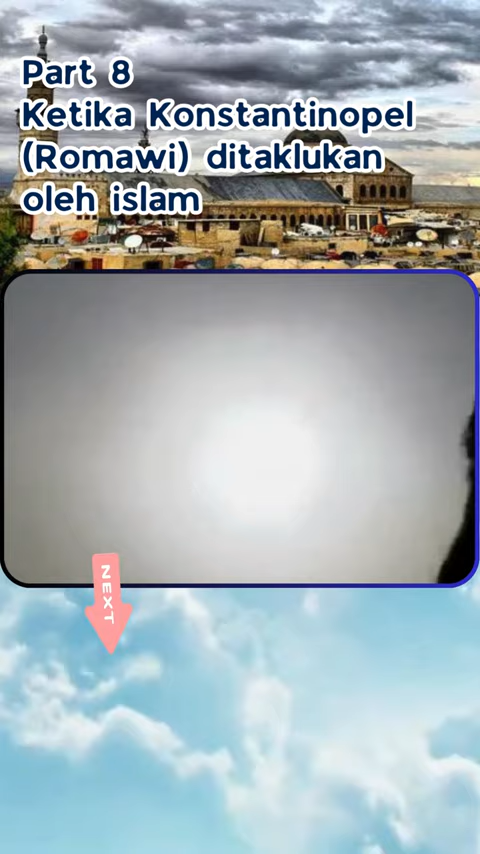 Part 8
Ketika Konstantinopel
(Romawi) ditaklukan
oleh islam
NEXT